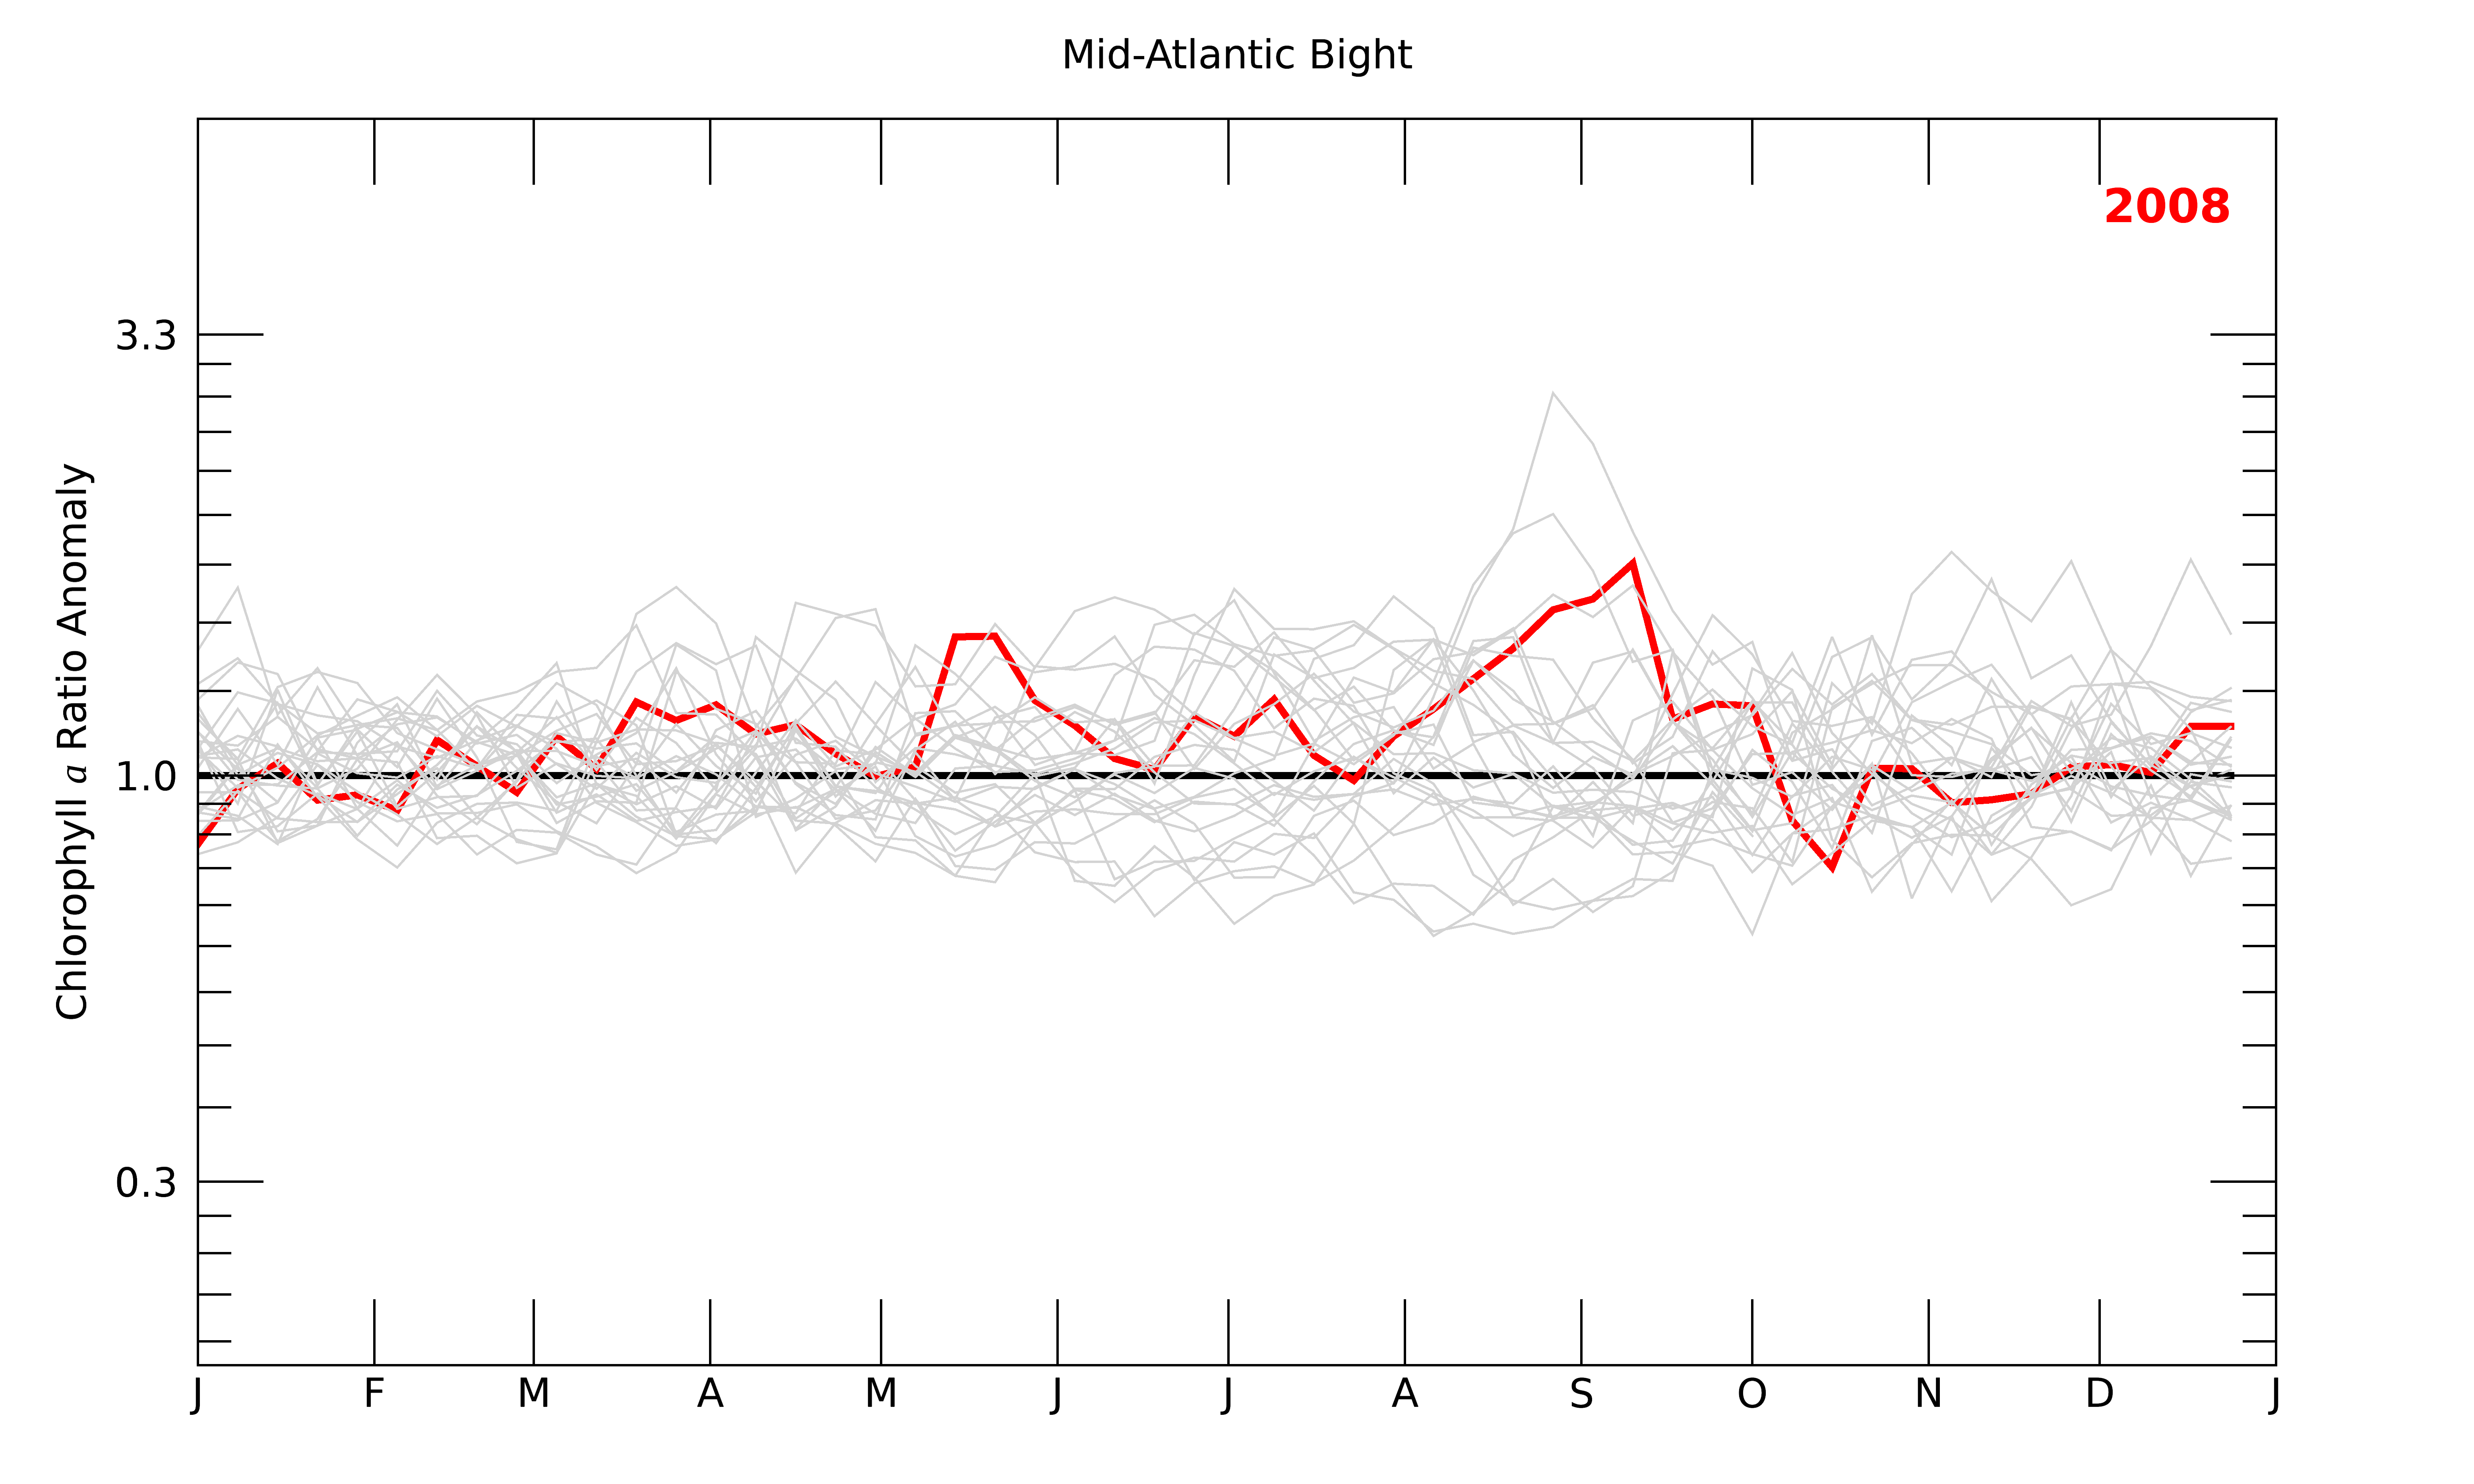 Mid-Atlantic Bight
2008
3.3
1.0
0.3
Chlorophyll a Ratio Anomaly
J F M A M J J A S O N D J